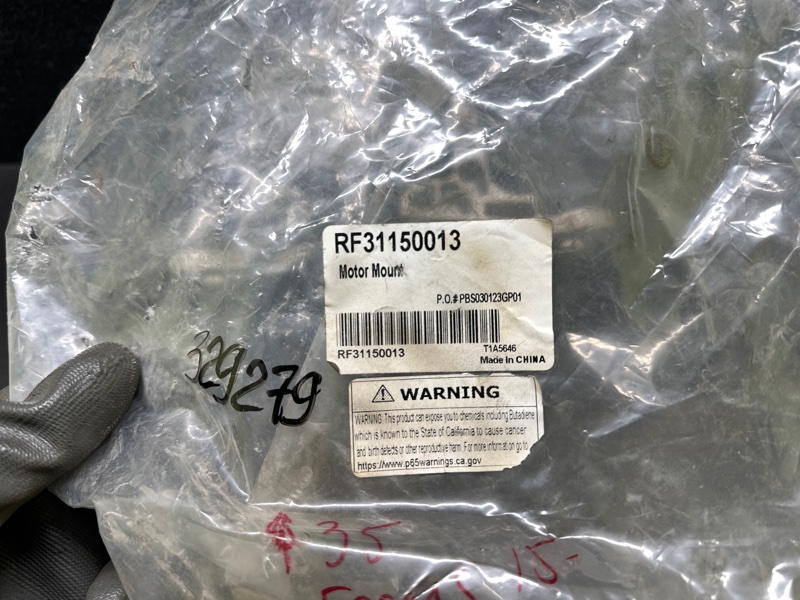 RF31150013
Motor Mount
P.O.# PBS030123GP01
RF31150013
T1A5646
Made In CHINA
329279
WARNING
WARNING: This product can expose you to chemicals including Butadiene
which is known to the State of California to cause cancer
and birth defects or other reproductive harm. For more information go to
https://www.p65warnings.ca.gov
$ 35
15-